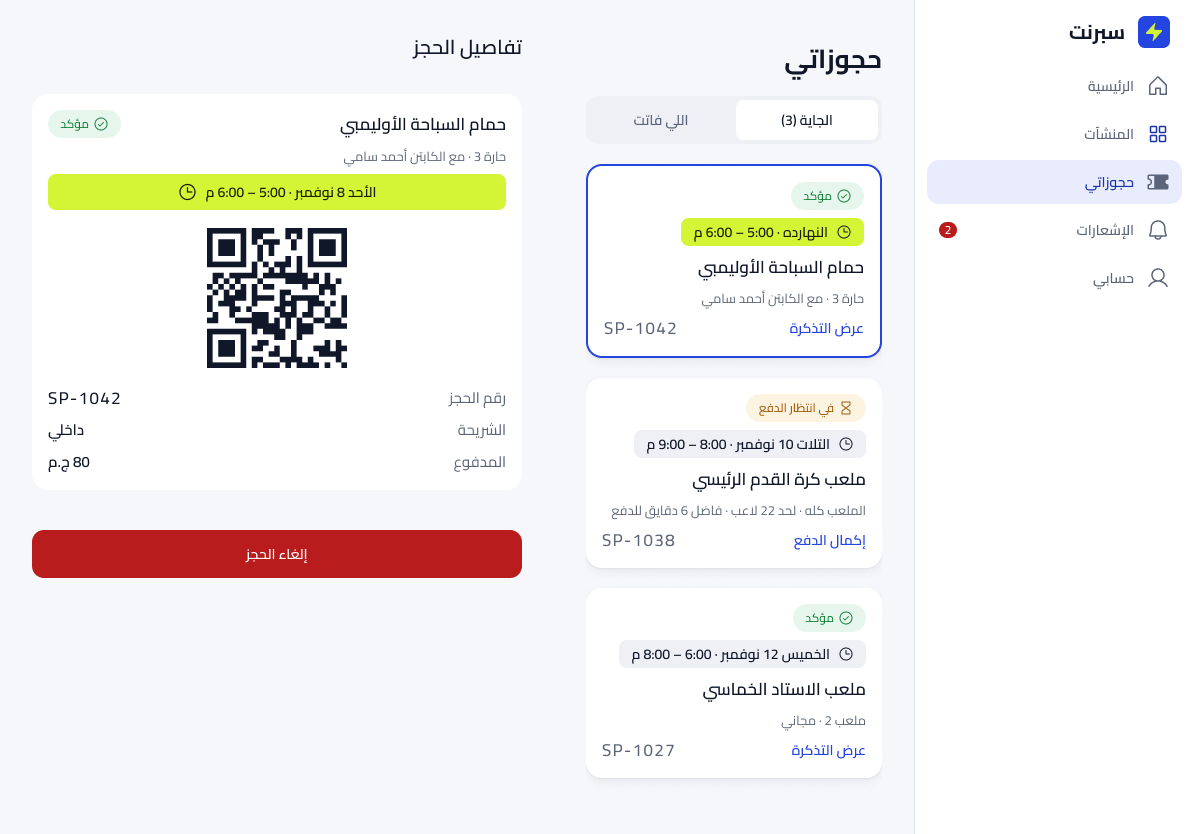 سبرنت
الرئيسية
المنشآت
حجوزاتي
الإشعارات
2
حسابي
حجوزاتي
الجاية (3)
اللي فاتت
مؤكد
النهارده · 5:00 – 6:00 م
حمام السباحة الأوليمبي
حارة 3 · مع الكابتن أحمد سامي
عرض التذكرة
SP-1042
في انتظار الدفع
التلات 10 نوفمبر · 8:00 – 9:00 م
ملعب كرة القدم الرئيسي
الملعب كله · لحد 22 لاعب · فاضل 6 دقايق للدفع
إكمال الدفع
SP-1038
مؤكد
الخميس 12 نوفمبر · 6:00 – 8:00 م
ملعب الاستاد الخماسي
ملعب 2 · مجاني
عرض التذكرة
SP-1027
تفاصيل الحجز
حمام السباحة الأوليمبي
مؤكد
حارة 3 · مع الكابتن أحمد سامي
الأحد 8 نوفمبر · 5:00 – 6:00 م
رقم الحجز
SP-1042
الشريحة
داخلي
المدفوع
80 ج.م
إلغاء الحجز